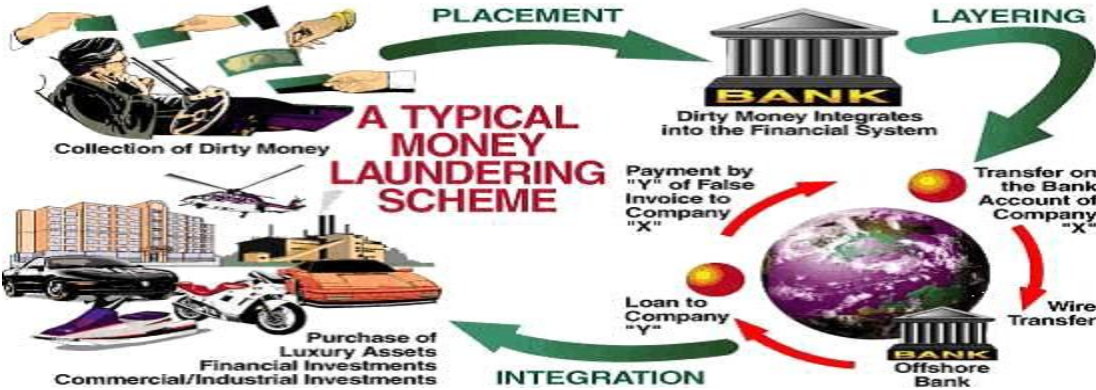 PLACEMENT
LAYERING
BANK
Dirty Money Integrates
into the Financial System
Collection of Dirty Money
A TYPICAL
MONEY
LAUNDERING
SCHEME
Payment by
"Y" of False
Invoice to
Company
"X"
Transfer on
the Bank
Account of
Company
"X"
Loan to
Company
"Y"
Wire
Transfer
BANK
Offshore
Bank
Purchase of
Luxury Assets
Financial Investments
Commercial/Industrial Investments
INTEGRATION